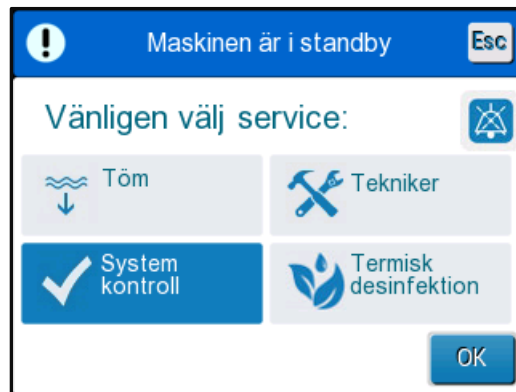 Maskinen är i standby
Esc
Vänligen välj service:
Töm
Tekniker
System
kontroll
Termisk
desinfektion
OK